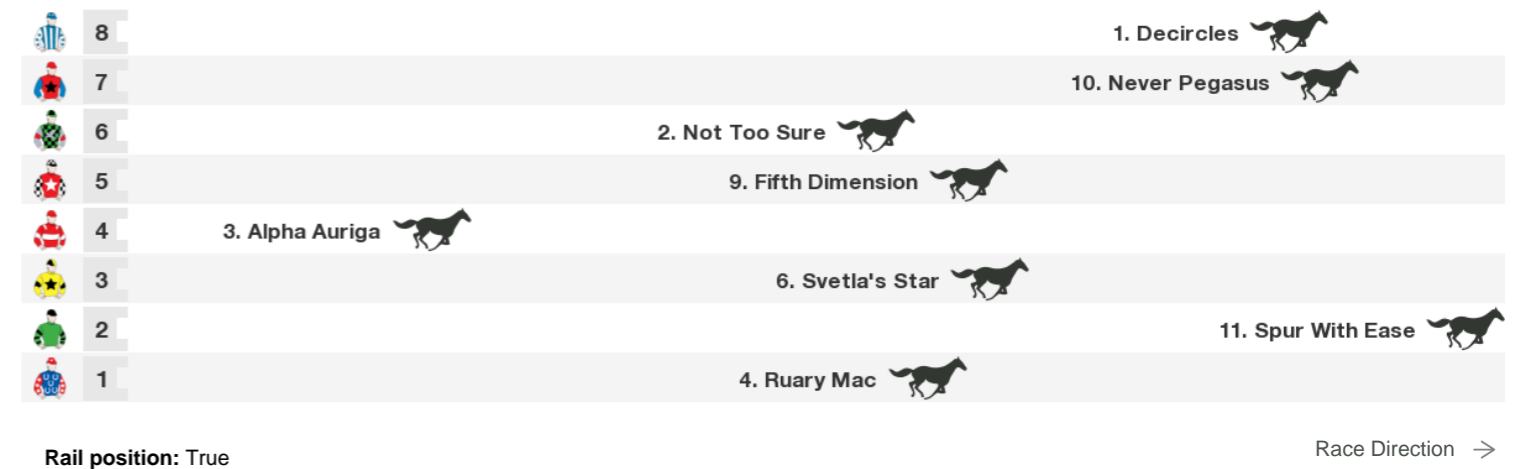 8 1. Decircles
7 10. Never Pegasus
6 2. Not Too Sure
5 9. Fifth Dimension
4 3. Alpha Auriga
3 6. Svetla's Star
2 11. Spur With Ease
1 4. Ruary Mac
Race Direction →
Rail position: True